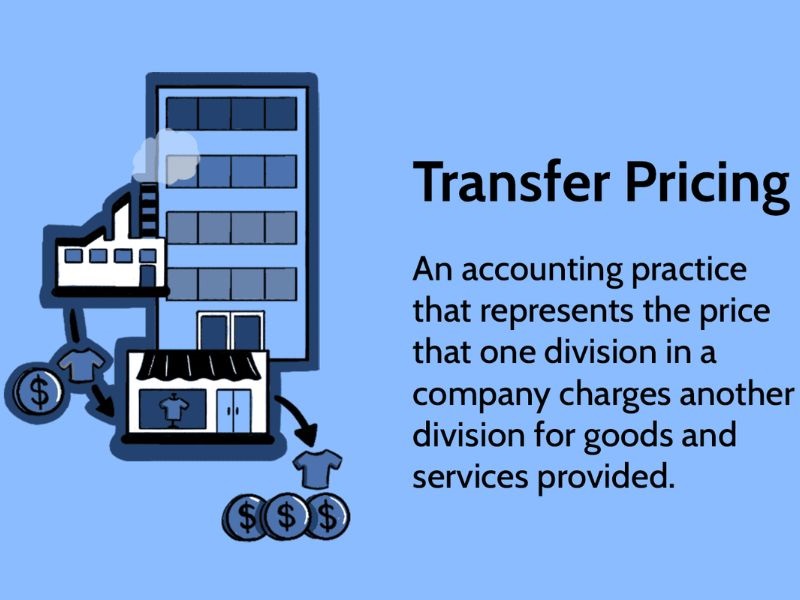 Transfer Pricing
An accounting practice
that represents the price
that one division in a
company charges another
division for goods and
services provided.
$
$ $ $